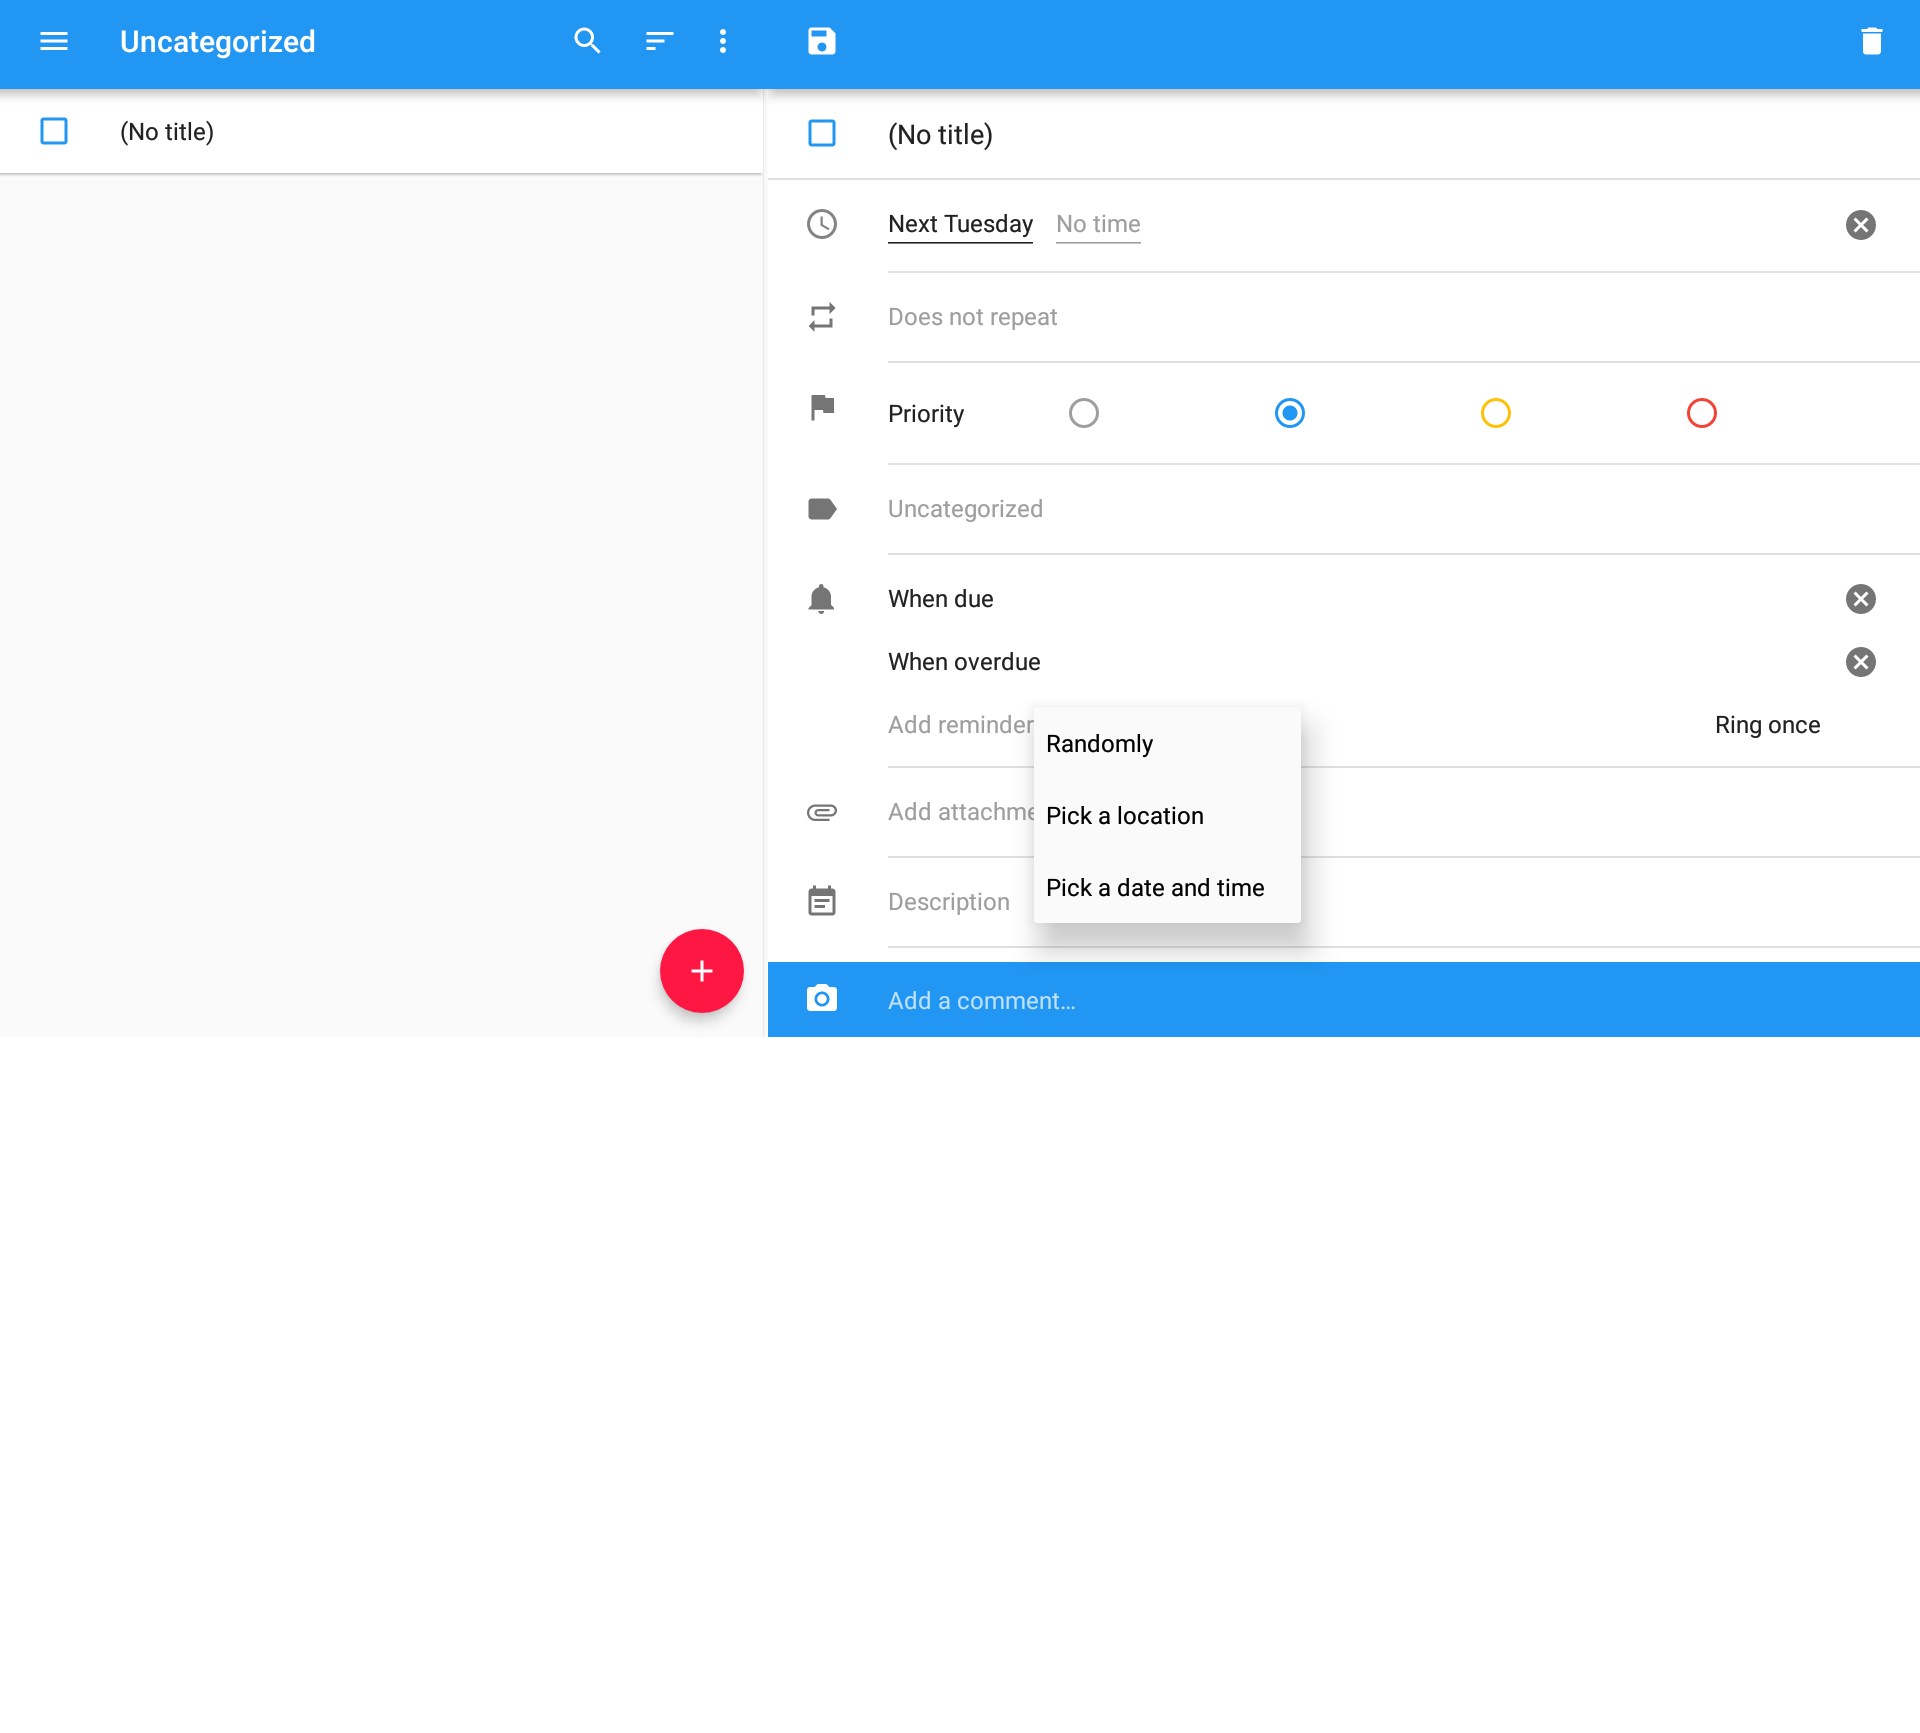 Uncategorized
(No title)
(No title)
Next Tuesday No time
Does not repeat
Priority
Uncategorized
When due
When overdue
Add reminder Ring once
Randomly
Add attachme
Pick a location
Description
Pick a date and time
Add a comment...